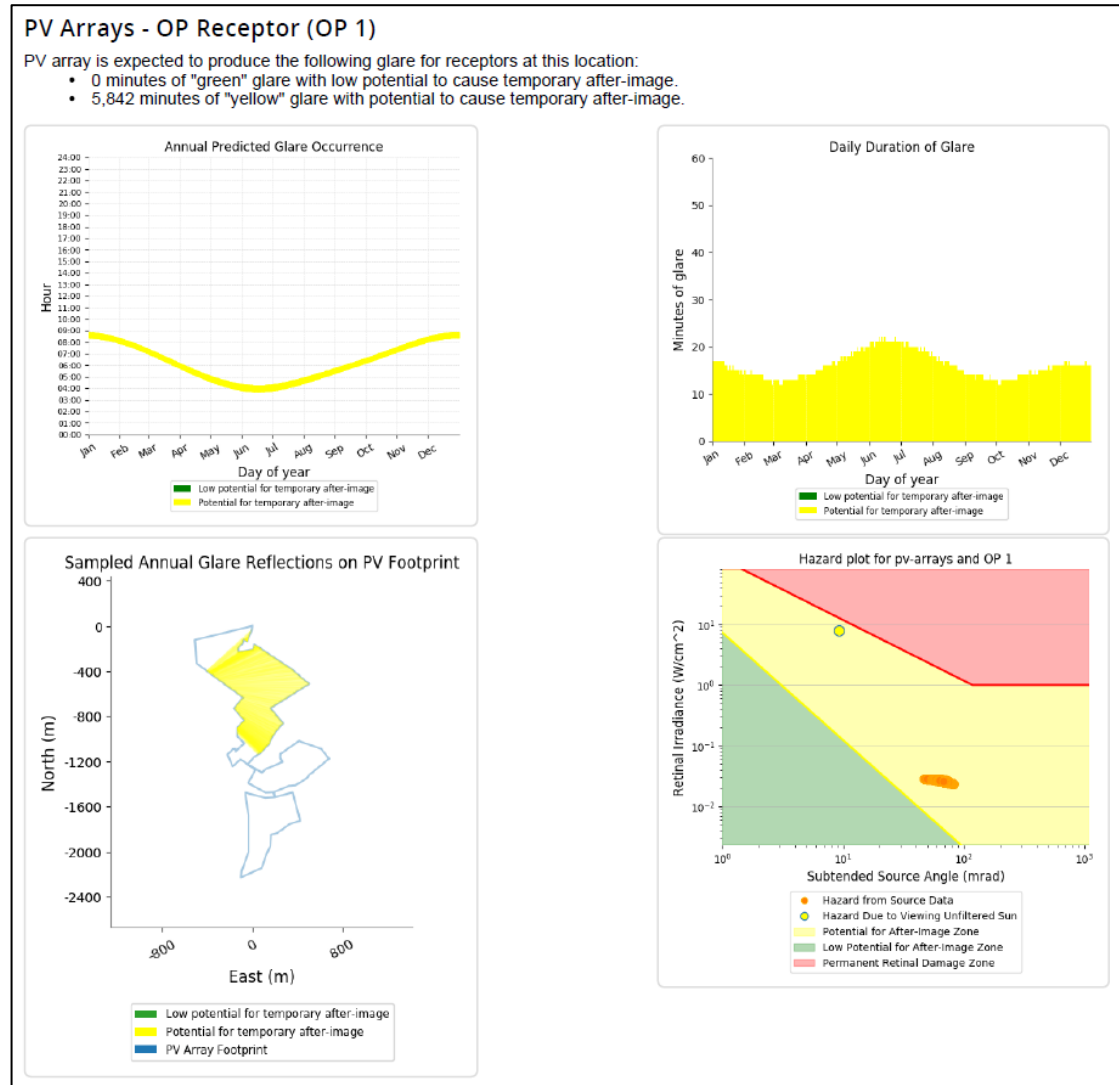 PV Arrays - OP Receptor (OP 1)
PV array is expected to produce the following glare for receptors at this location:
• 0 minutes of "green" glare with low potential to cause temporary after-image.
• 5,842 minutes of "yellow" glare with potential to cause temporary after-image.
Annual Predicted Glare Occurrence
24:00
23:00
22:00
21:00
20:00
19:00
18:00
17:00
16:00
15:00
14:00
13:00
12:00
11:00
10:00
09:00
08:00
07:00
06:00
05:00
04:00
03:00
02:00
01:00
00:00
Hour
Jan Feb Mar Apr May Jun Jul Aug Sep Oct Nov Dec
Day of year
Low potential for temporary after-image
Potential for temporary after-image
Daily Duration of Glare
60
50
40
30
20
10
0
Minutes of glare
Jan Feb Mar Apr May Jun Jul Aug Sep Oct Nov Dec
Day of year
Low potential for temporary after-image
Potential for temporary after-image
Sampled Annual Glare Reflections on PV Footprint
400
0
-400
-800
-1200
-1600
-2000
-2400
North (m)
-800 0 800
East (m)
Low potential for temporary after-image
Potential for temporary after-image
PV Array Footprint
Hazard plot for pv-arrays and OP 1
10^1
10^0
10^-1
10^-2
Retinal Irradiance (W/cm^2)
10^0 10^1 10^2 10^3
Subtended Source Angle (mrad)
Hazard from Source Data
Hazard Due to Viewing Unfiltered Sun
Potential for After-Image Zone
Low Potential for After-Image Zone
Permanent Retinal Damage Zone